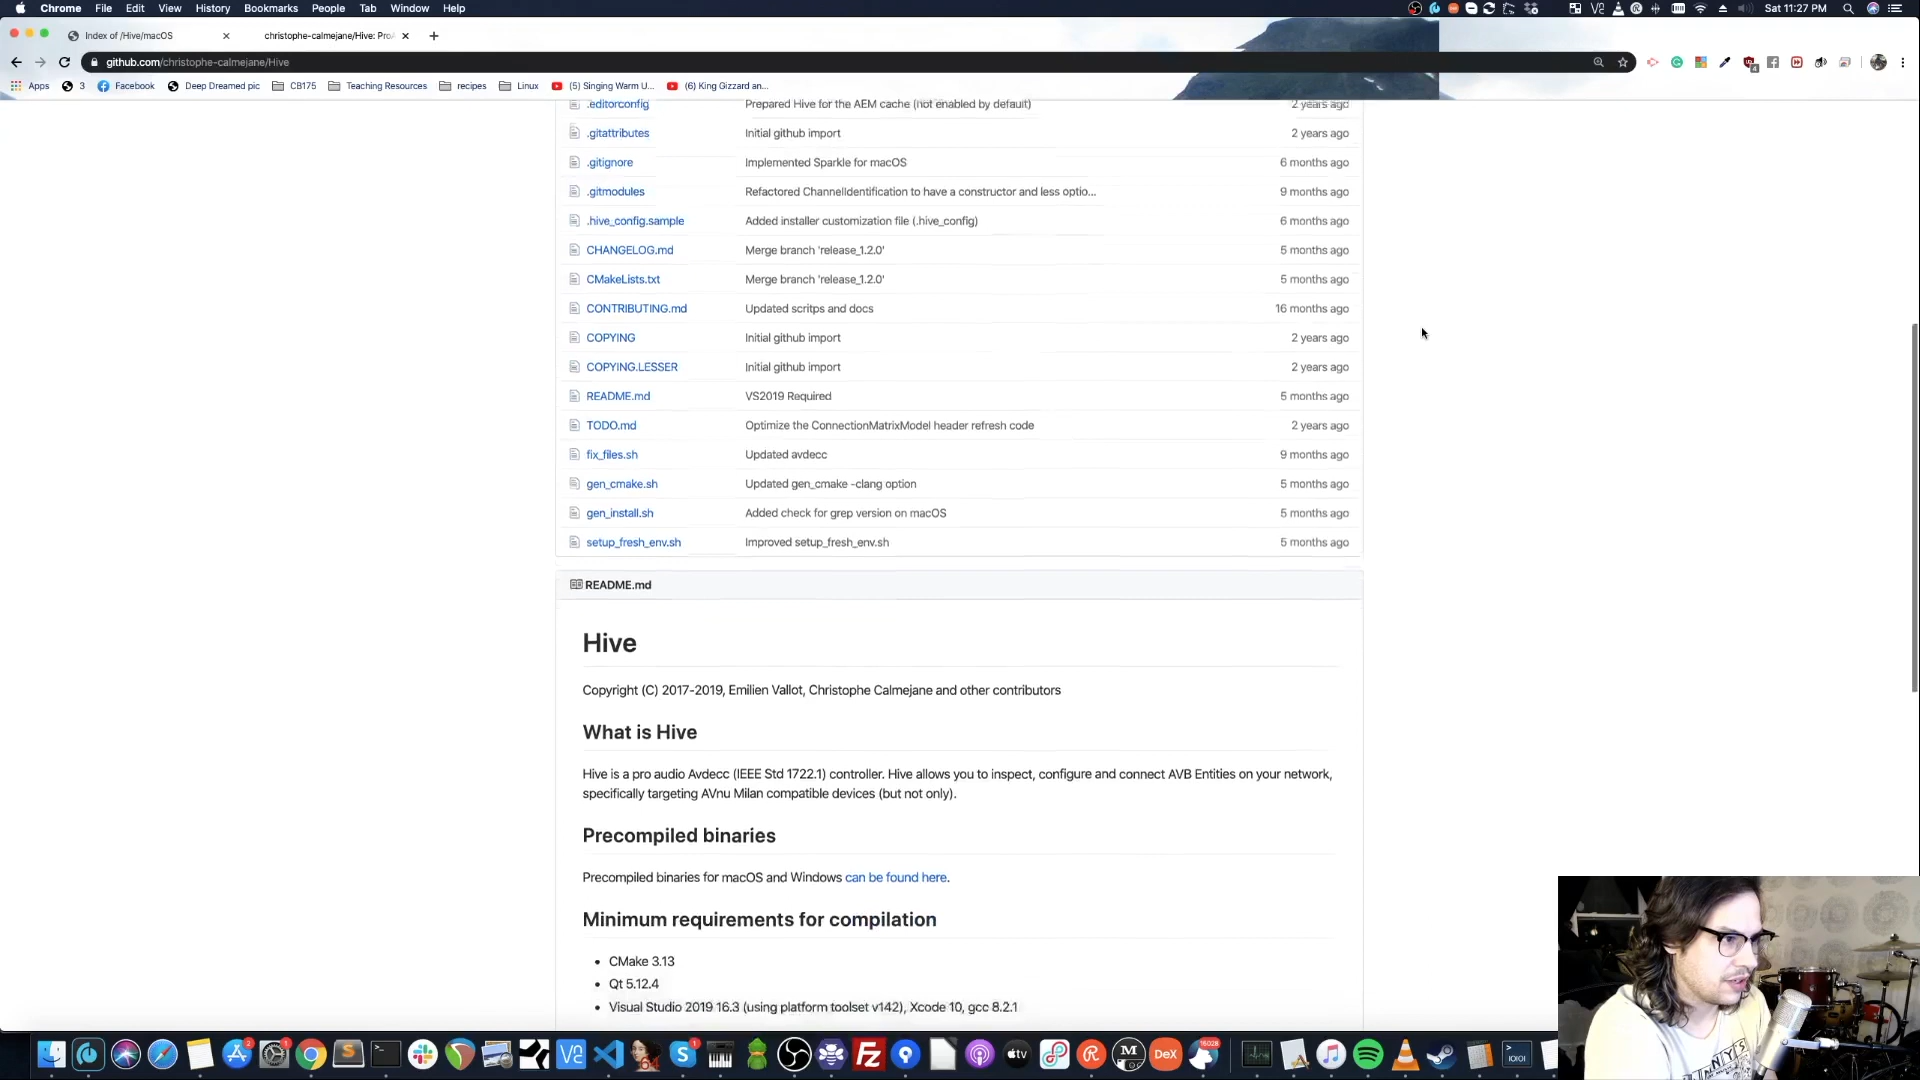 Chrome File Edit View History Bookmarks People Tab Window Help
Sat 11:27 PM
Index of /Hive/macOS
christophe-calmejane/Hive: Pro
github.com/christophe-calmejane/Hive
Apps 3 Facebook Deep Dreamed pic CB175 Teaching Resources recipes Linux (5) Singing Warm U... (6) King Gizzard an...
.editorconfig Prepared Hive for the AEM cache (not enabled by default) 2 years ago
.gitattributes Initial github import 2 years ago
.gitignore Implemented Sparkle for macOS 6 months ago
.gitmodules Refactored ChannelIdentification to have a constructor and less optio... 9 months ago
.hive_config.sample Added installer customization file (.hive_config) 6 months ago
CHANGELOG.md Merge branch 'release_1.2.0' 5 months ago
CMakeLists.txt Merge branch 'release_1.2.0' 5 months ago
CONTRIBUTING.md Updated scritps and docs 16 months ago
COPYING Initial github import 2 years ago
COPYING.LESSER Initial github import 2 years ago
README.md VS2019 Required 5 months ago
TODO.md Optimize the ConnectionMatrixModel header refresh code 2 years ago
fix_files.sh Updated avdecc 9 months ago
gen_cmake.sh Updated gen_cmake -clang option 5 months ago
gen_install.sh Added check for grep version on macOS 5 months ago
setup_fresh_env.sh Improved setup_fresh_env.sh 5 months ago
README.md
Hive
Copyright (C) 2017-2019, Emilien Vallot, Christophe Calmejane and other contributors
What is Hive
Hive is a pro audio Avdecc (IEEE Std 1722.1) controller. Hive allows you to inspect, configure and connect AVB Entities on your network,
specifically targeting AVnu Milan compatible devices (but not only).
Precompiled binaries
Precompiled binaries for macOS and Windows can be found here.
Minimum requirements for compilation
• CMake 3.13
• Qt 5.12.4
• Visual Studio 2019 16.3 (using platform toolset v142), Xcode 10, gcc 8.2.1